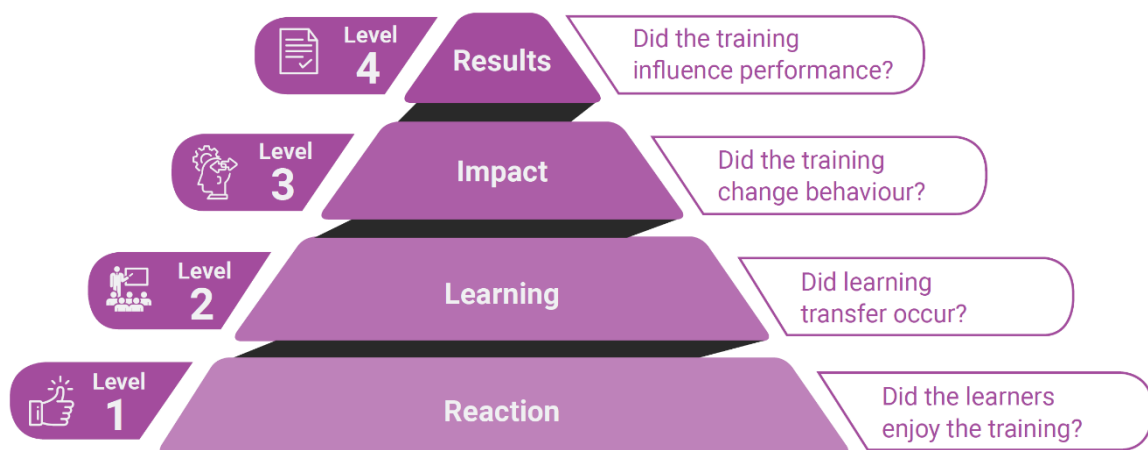 Level
4
Results
Did the training
influence performance?
Level
3
Impact
Did the training
change behaviour?
Level
2
Learning
Did learning
transfer occur?
Level
1
Reaction
Did the learners
enjoy the training?